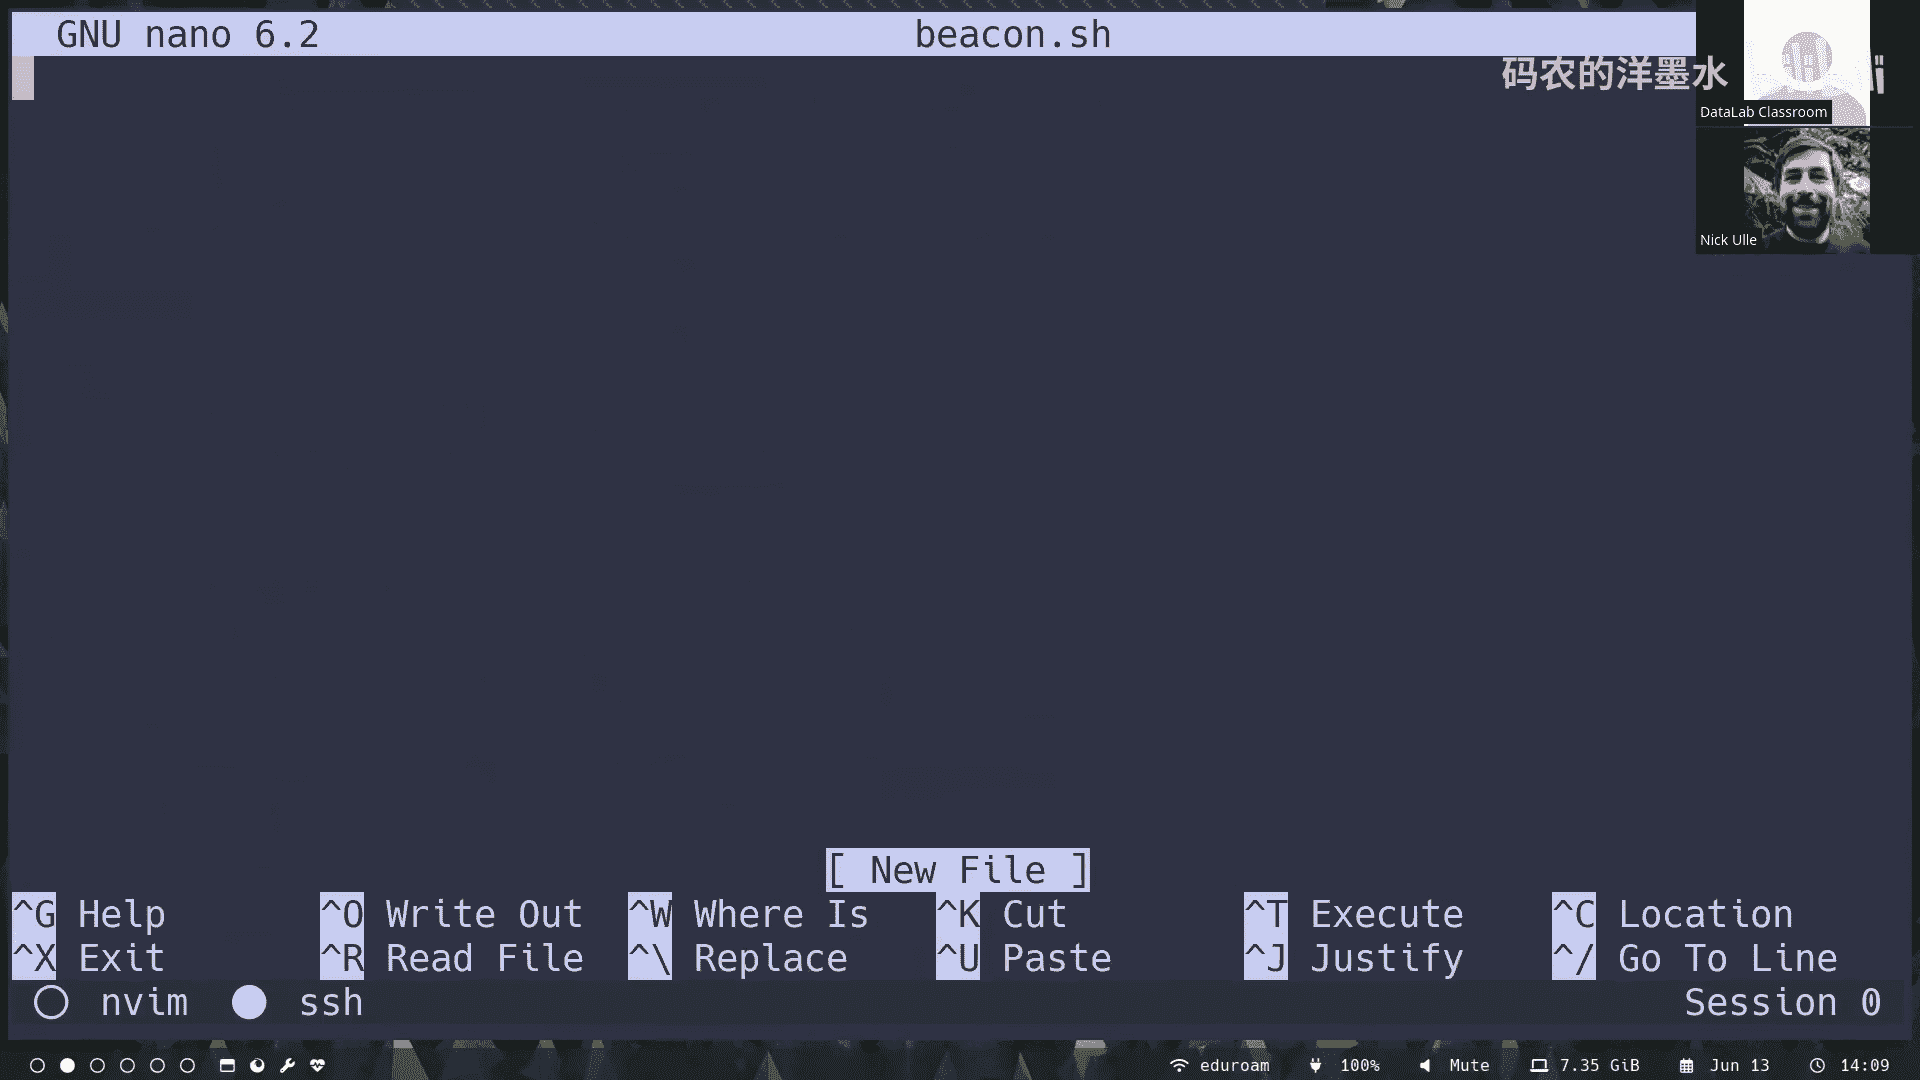 GNU nano 6.2 beacon.sh
码农的洋墨水
DataLab Classroom
Nick Ulle
[ New File ]
^G Help ^O Write Out ^W Where Is ^K Cut ^T Execute ^C Location
^X Exit ^R Read File ^\ Replace ^U Paste ^J Justify ^/ Go To Line
nvim ssh Session 0
eduroam 100% Mute 7.35 GiB Jun 13 14:09